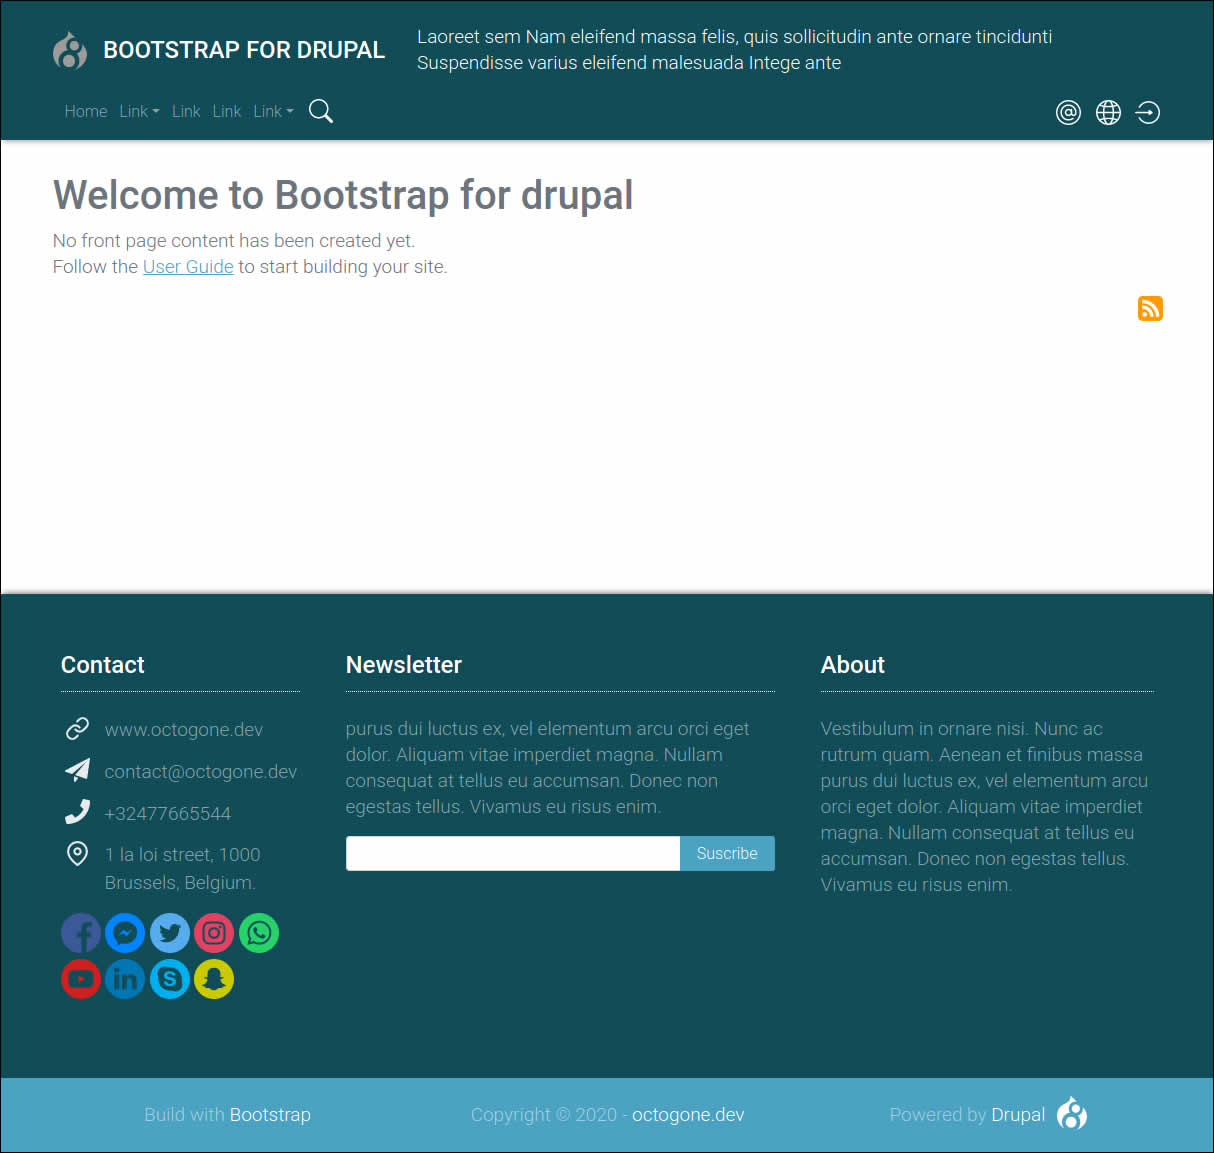 BOOTSTRAP FOR DRUPAL
Laoreet sem Nam eleifend massa felis, quis sollicitudin ante ornare tincidunti
Suspendisse varius eleifend malesuada Intege ante
Home Link Link Link Link
Welcome to Bootstrap for drupal
No front page content has been created yet.
Follow the User Guide to start building your site.
Contact
www.octogone.dev
contact@octogone.dev
+32477665544
1 la loi street, 1000
Brussels, Belgium.
Newsletter
purus dui luctus ex, vel elementum arcu orci eget
dolor. Aliquam vitae imperdiet magna. Nullam
consequat at tellus eu accumsan. Donec non
egestas tellus. Vivamus eu risus enim.
Suscribe
About
Vestibulum in ornare nisi. Nunc ac
rutrum quam. Aenean et finibus massa
purus dui luctus ex, vel elementum arcu
orci eget dolor. Aliquam vitae imperdiet
magna. Nullam consequat at tellus eu
accumsan. Donec non egestas tellus.
Vivamus eu risus enim.
Build with Bootstrap
Copyright © 2020 - octogone.dev
Powered by Drupal